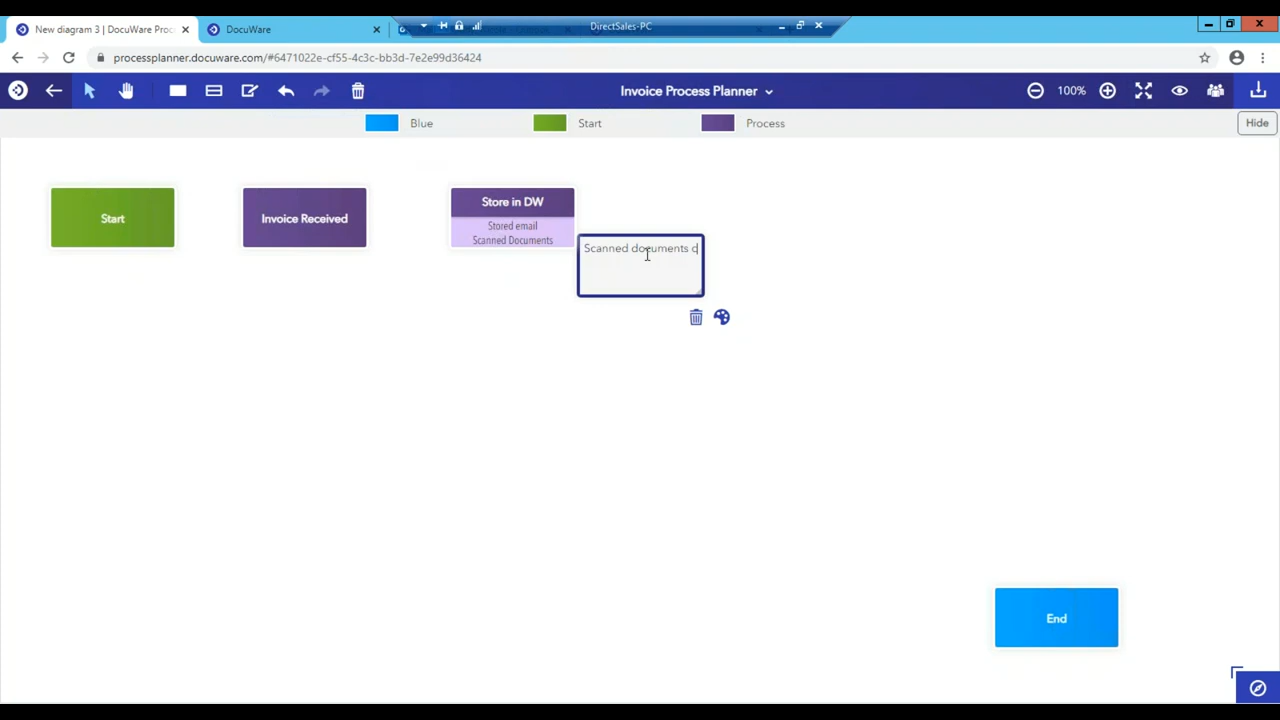 DirectSales-PC
New diagram 3 | DocuWare Proc
DocuWare
processplanner.docuware.com/#6471022e-cf55-4c3c-bb3d-7e2e99d36424
Invoice Process Planner
100%
Blue
Start
Process
Hide
Start
Invoice Received
Store in DW
Stored email
Scanned Documents
Scanned documents c
End